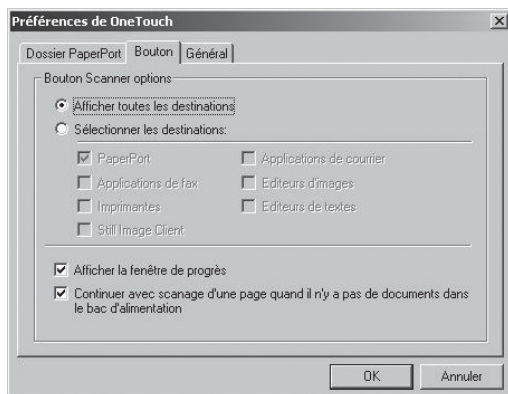 Préférences de OneTouch
Dossier PaperPort Bouton Général
Bouton Scanner options
Afficher toutes les destinations
Sélectionner les destinations:
PaperPort Applications de courrier
Applications de fax Editeurs d'images
Imprimantes Editeurs de textes
Still Image Client
Afficher la fenêtre de progrès
Continuer avec scanage d'une page quand il n'y a pas de documents dans
le bac d'alimentation
OK Annuler